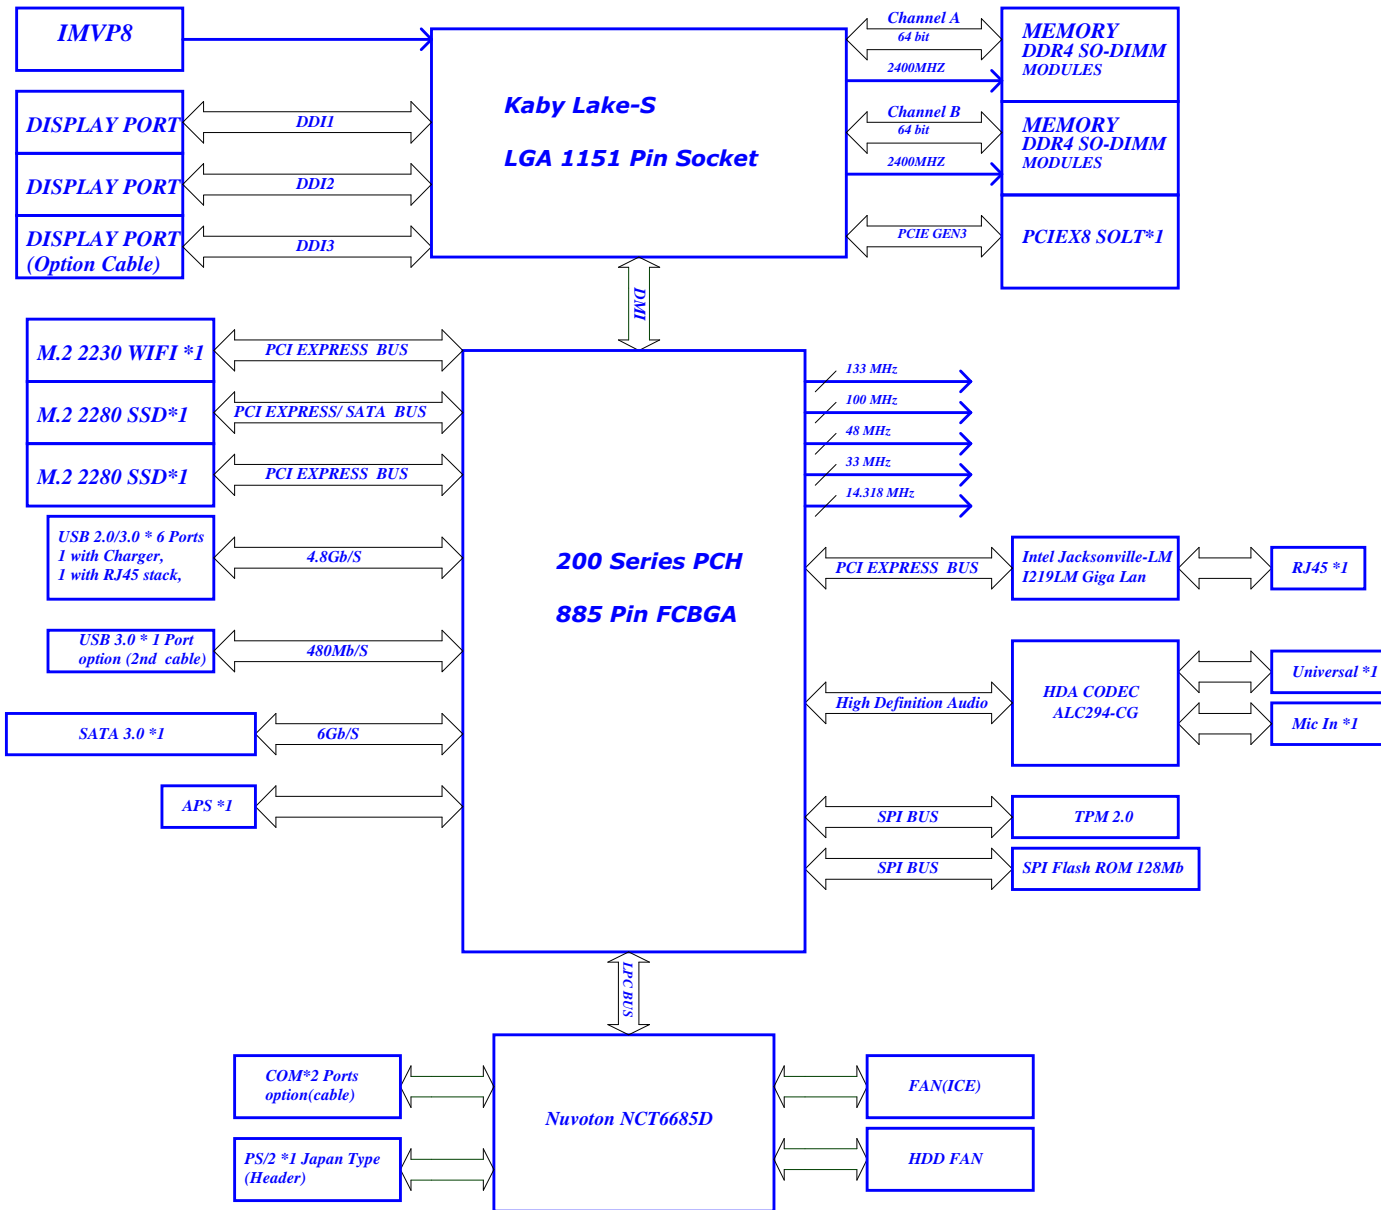 IMVP8
DISPLAY PORT
DDI1
DISPLAY PORT
DDI2
DISPLAY PORT
(Option Cable)
DDI3
Kaby Lake-S
LGA 1151 Pin Socket
Channel A
64 bit
2400MHZ
MEMORY
DDR4 SO-DIMM
MODULES
Channel B
64 bit
2400MHZ
MEMORY
DDR4 SO-DIMM
MODULES
PCIE GEN3
PCIEX8 SOLT*1
DMI
M.2 2230 WIFI *1
PCI EXPRESS BUS
M.2 2280 SSD*1
PCI EXPRESS/ SATA BUS
M.2 2280 SSD*1
PCI EXPRESS BUS
USB 2.0/3.0 * 6 Ports
1 with Charger,
1 with RJ45 stack,
4.8Gb/S
USB 3.0 * 1 Port
option (2nd cable)
480Mb/S
SATA 3.0 *1
6Gb/S
APS *1
200 Series PCH
885 Pin FCBGA
133 MHz
100 MHz
48 MHz
33 MHz
14.318 MHz
PCI EXPRESS BUS
Intel Jacksonville-LM
I219LM Giga Lan
RJ45 *1
High Definition Audio
HDA CODEC
ALC294-CG
Universal *1
Mic In *1
SPI BUS
TPM 2.0
SPI BUS
SPI Flash ROM 128Mb
LPC BUS
COM*2 Ports
option(cable)
PS/2 *1 Japan Type
(Header)
Nuvoton NCT6685D
FAN(ICE)
HDD FAN